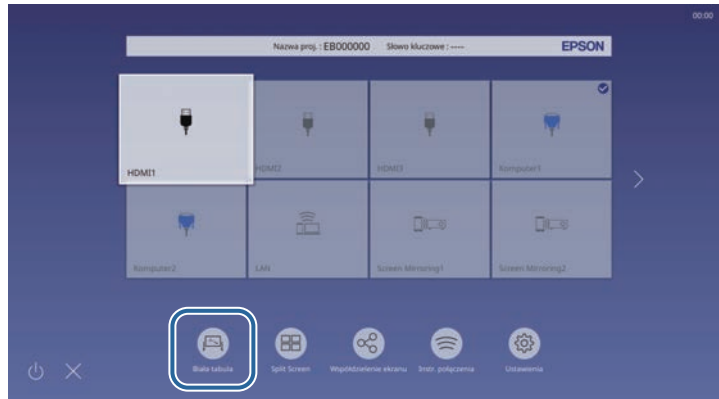 00:00
Nazwa proj. : EB000000 Słowo kluczowe : ---- EPSON
HDMI1 HDMI2 HDMI3 Komputer1
Komputer2 LAN Screen Mirroring1 Screen Mirroring2
Biała tabula Split Screen Współdzielenie ekranu Instr. połączenia Ustawienia